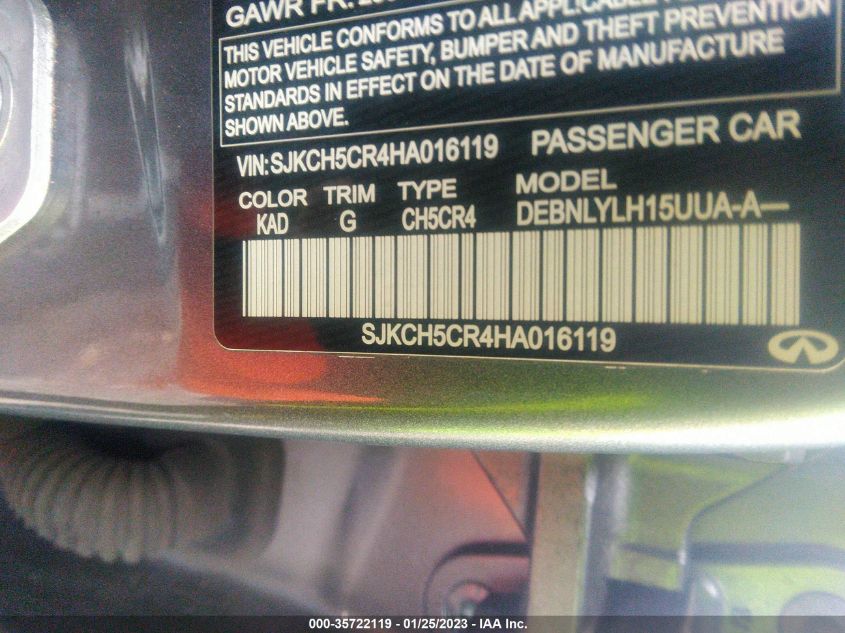 GAWR FR:
THIS VEHICLE CONFORMS TO ALL APPLICABLE
MOTOR VEHICLE SAFETY, BUMPER AND THEFT PREVENTION
STANDARDS IN EFFECT ON THE DATE OF MANUFACTURE
SHOWN ABOVE.
VIN: SJKCH5CR4HA016119 PASSENGER CAR
COLOR TRIM TYPE MODEL
KAD G CH5CR4 DEBNLYLH15UUA-A—
SJKCH5CR4HA016119
000-35722119 - 01/25/2023 - IAA Inc.